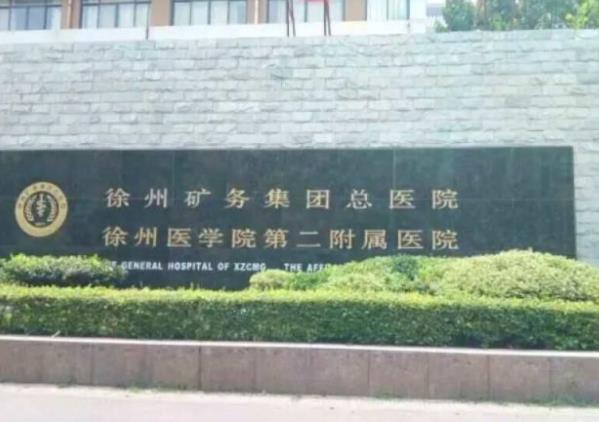 徐州矿务集团总医院
徐州医学院第二附属医院
GENERAL HOSPITAL OF XZCMG THE